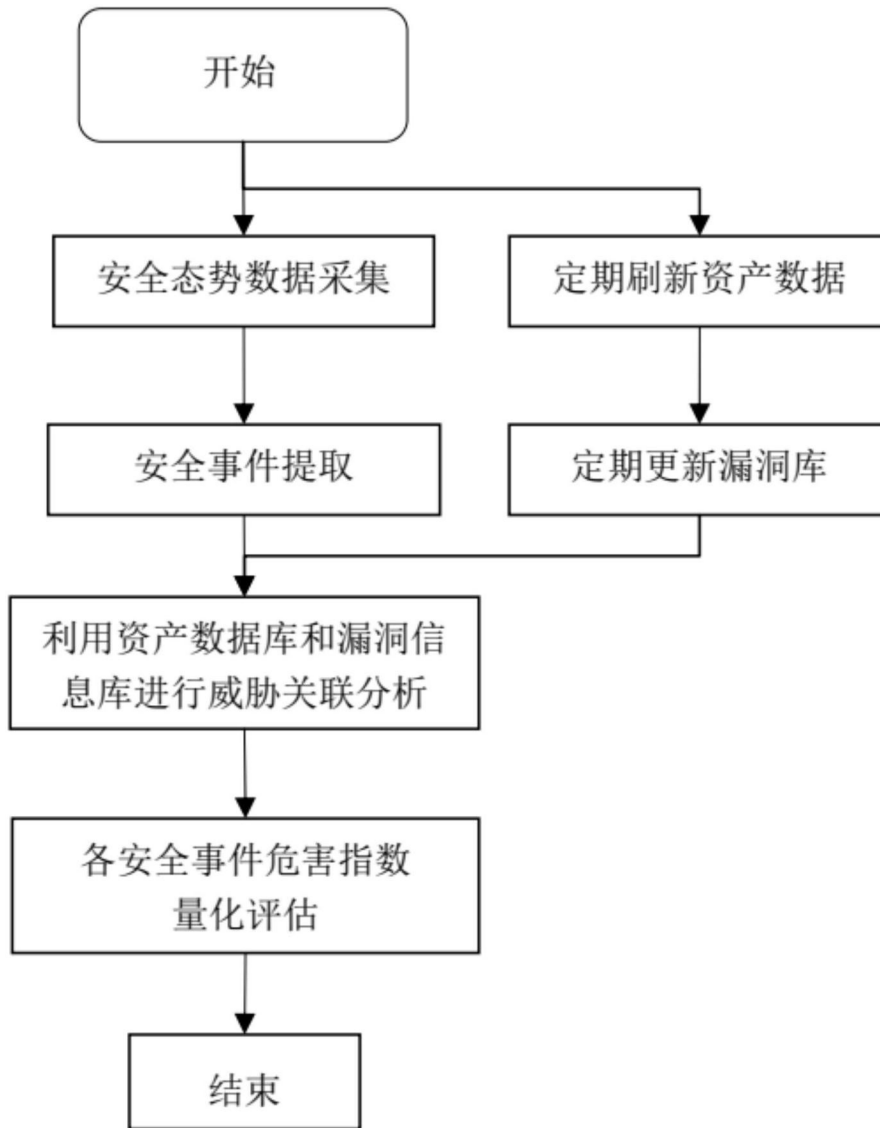 开始
安全态势数据采集
定期刷新资产数据
安全事件提取
定期更新漏洞库
利用资产数据库和漏洞信
息库进行威胁关联分析
各安全事件危害指数
量化评估
结束